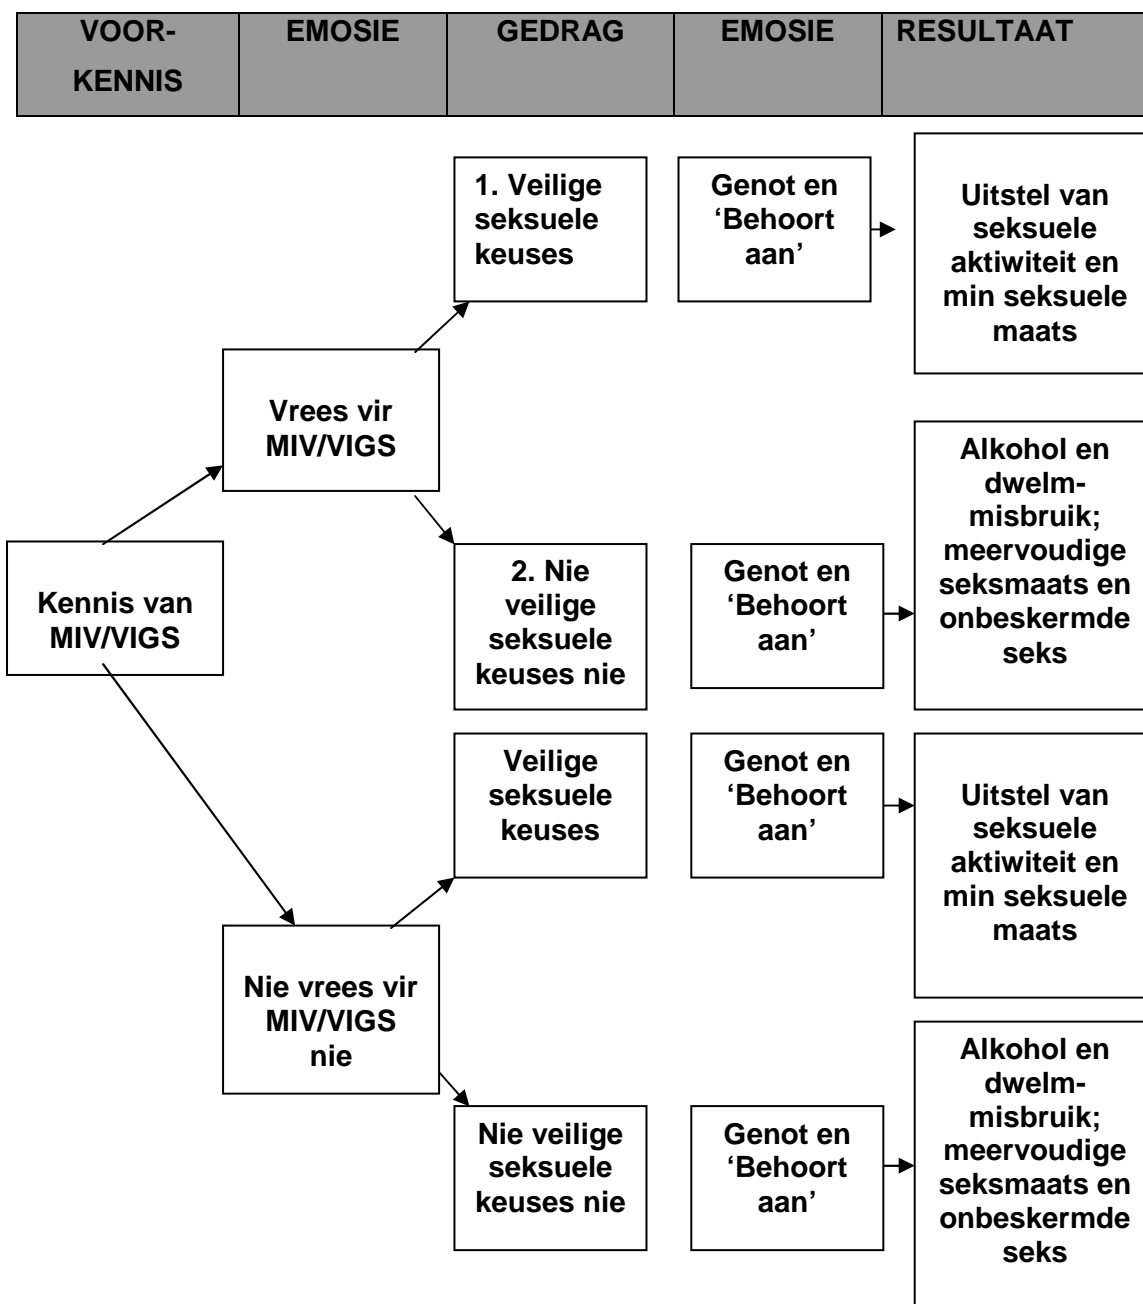 VOOR-
KENNIS
EMOSIE
GEDRAG
EMOSIE
RESULTAAT
Kennis van
MIV/VIGS
Vrees vir
MIV/VIGS
1. Veilige
seksuele
keuses
Genot en
‘Behoort
aan’
Uitstel van
seksuele
aktiwiteit en
min seksuele
maats
2. Nie
veilige
seksuele
keuses nie
Genot en
‘Behoort
aan’
Alkohol en
dwelm-
misbruik;
meervoudige
seksmaats en
onbeskermde
seks
Nie vrees vir
MIV/VIGS
nie
Veilige
seksuele
keuses
Genot en
‘Behoort
aan’
Uitstel van
seksuele
aktiwiteit en
min seksuele
maats
Nie veilige
seksuele
keuses nie
Genot en
‘Behoort
aan’
Alkohol en
dwelm-
misbruik;
meervoudige
seksmaats en
onbeskermde
seks